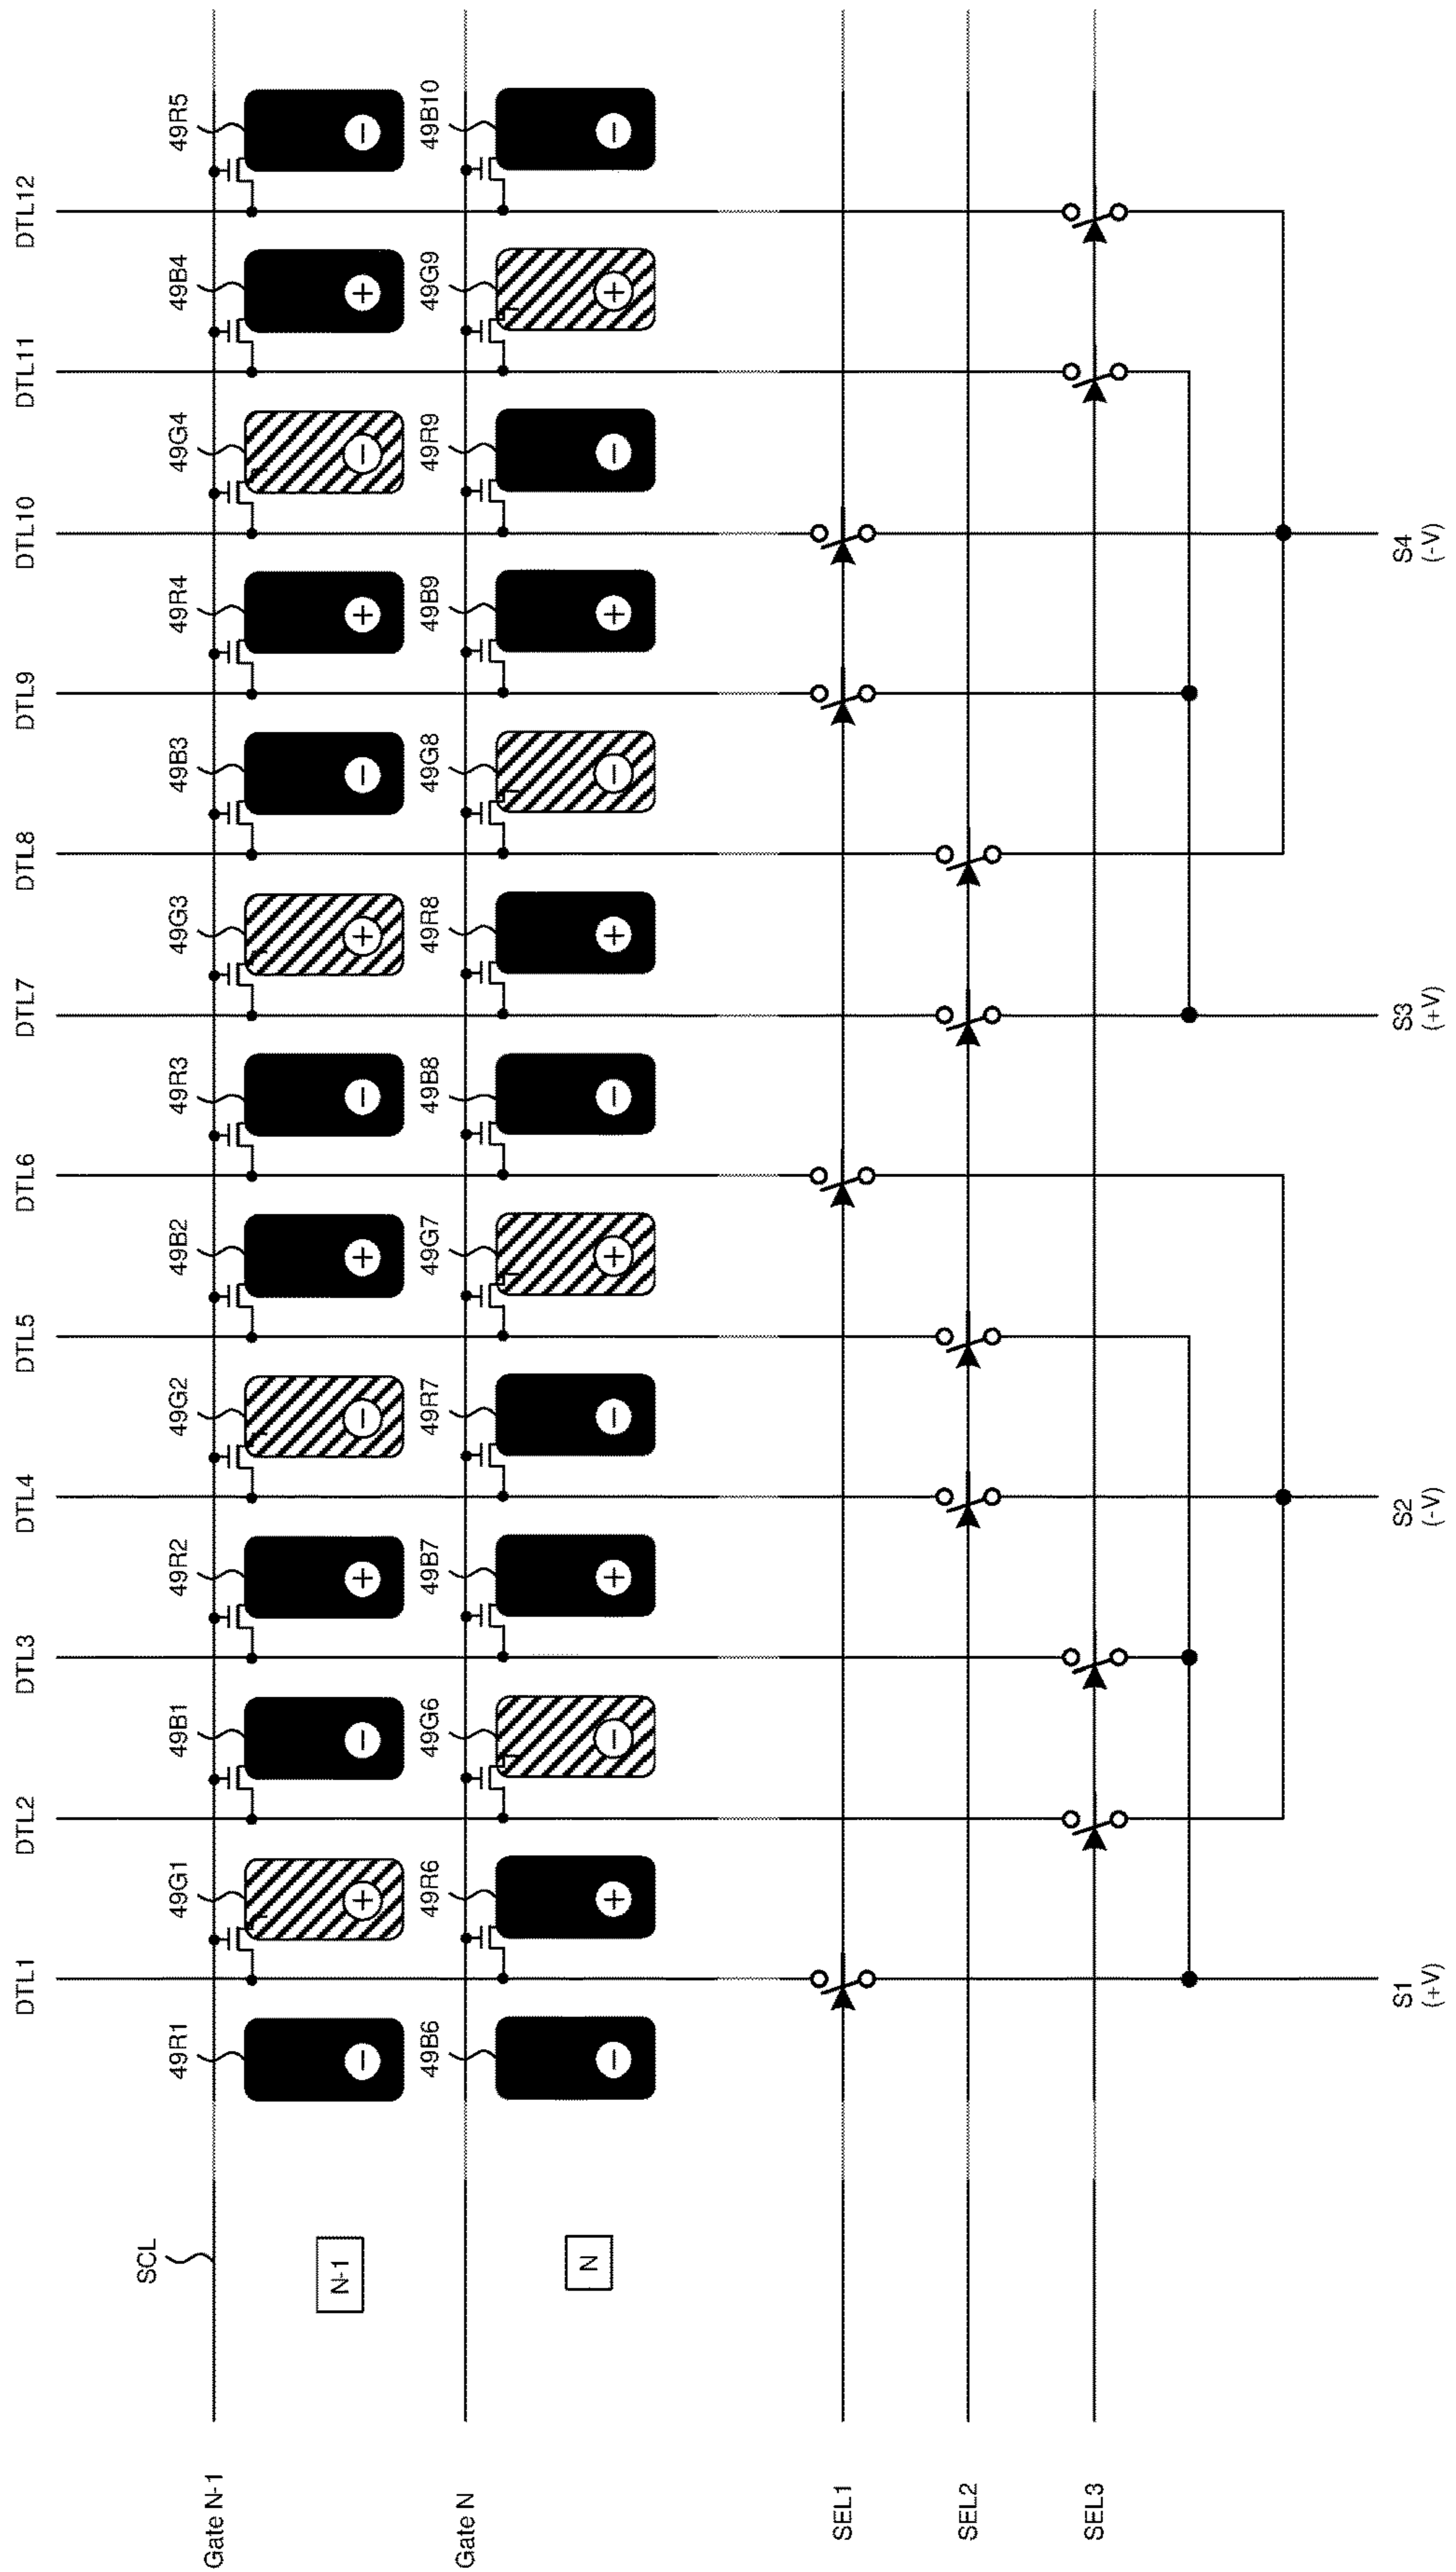 DTL1 DTL2 DTL3 DTL4 DTL5 DTL6 DTL7 DTL8 DTL9 DTL10 DTL11 DTL12
SCL
49R1 49G1 49B1 49R2 49G2 49B2 49R3 49G3 49B3 49R4 49G4 49B4 49R5
Gate N-1
N-1
− + − + − + − + − + − + −
49B6 49R6 49G6 49B7 49R7 49G7 49B8 49R8 49G8 49B9 49R9 49G9 49B10
Gate N
N
− + − + − + − + − + − + −
SEL1
SEL2
SEL3
S1 S2 S3 S4
(+V) (-V) (+V) (-V)